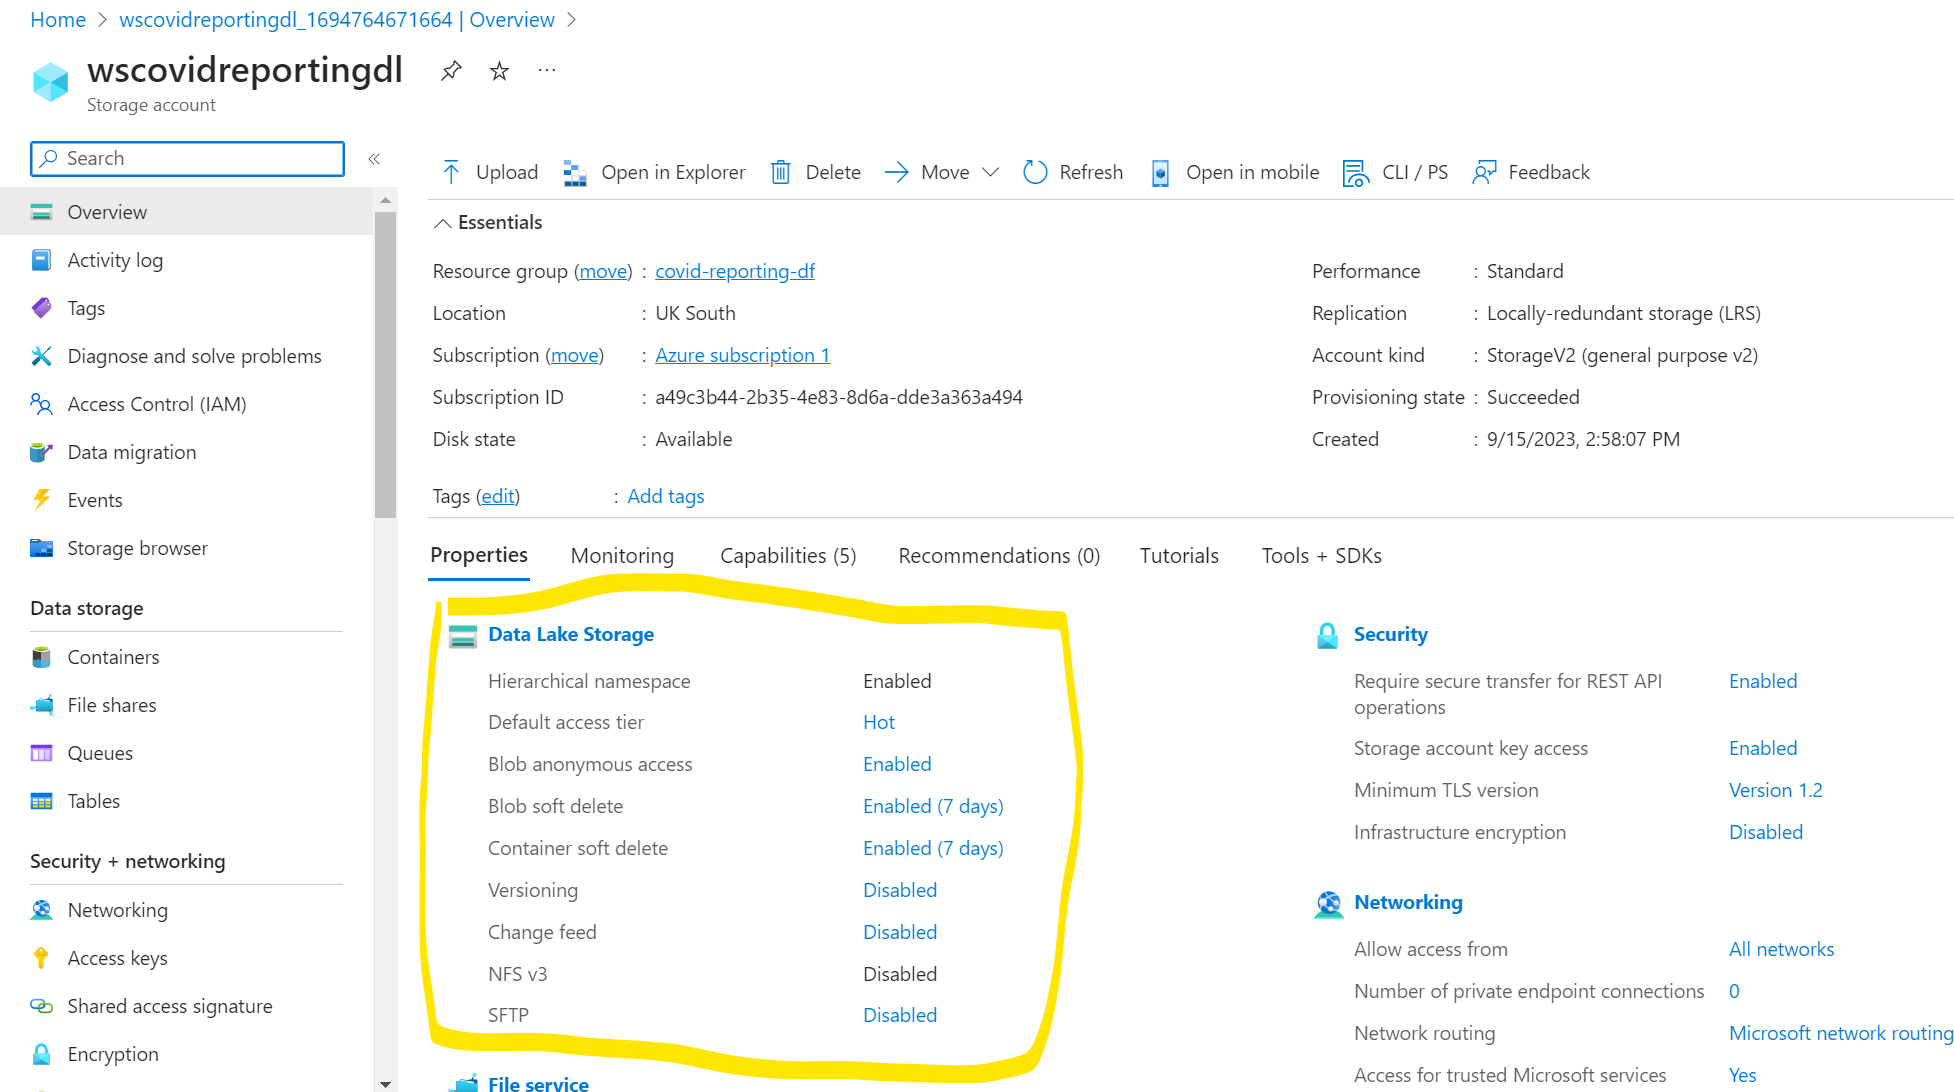 Home > wscovidreportingdl_1694764671664 | Overview >
wscovidreportingdl
Storage account
Search
«
Overview
Activity log
Tags
Diagnose and solve problems
Access Control (IAM)
Data migration
Events
Storage browser
Data storage
Containers
File shares
Queues
Tables
Security + networking
Networking
Access keys
Shared access signature
Encryption
Upload Open in Explorer Delete Move Refresh Open in mobile CLI / PS Feedback
Essentials
Resource group (move) : covid-reporting-df
Location : UK South
Subscription (move) : Azure subscription 1
Subscription ID : a49c3b44-2b35-4e83-8d6a-dde3a363a494
Disk state : Available
Performance : Standard
Replication : Locally-redundant storage (LRS)
Account kind : StorageV2 (general purpose v2)
Provisioning state : Succeeded
Created : 9/15/2023, 2:58:07 PM
Tags (edit) : Add tags
Properties Monitoring Capabilities (5) Recommendations (0) Tutorials Tools + SDKs
Data Lake Storage
Hierarchical namespace Enabled
Default access tier Hot
Blob anonymous access Enabled
Blob soft delete Enabled (7 days)
Container soft delete Enabled (7 days)
Versioning Disabled
Change feed Disabled
NFS v3 Disabled
SFTP Disabled
File service
Security
Require secure transfer for REST API Enabled
operations
Storage account key access Enabled
Minimum TLS version Version 1.2
Infrastructure encryption Disabled
Networking
Allow access from All networks
Number of private endpoint connections 0
Network routing Microsoft network routing
Access for trusted Microsoft services Yes